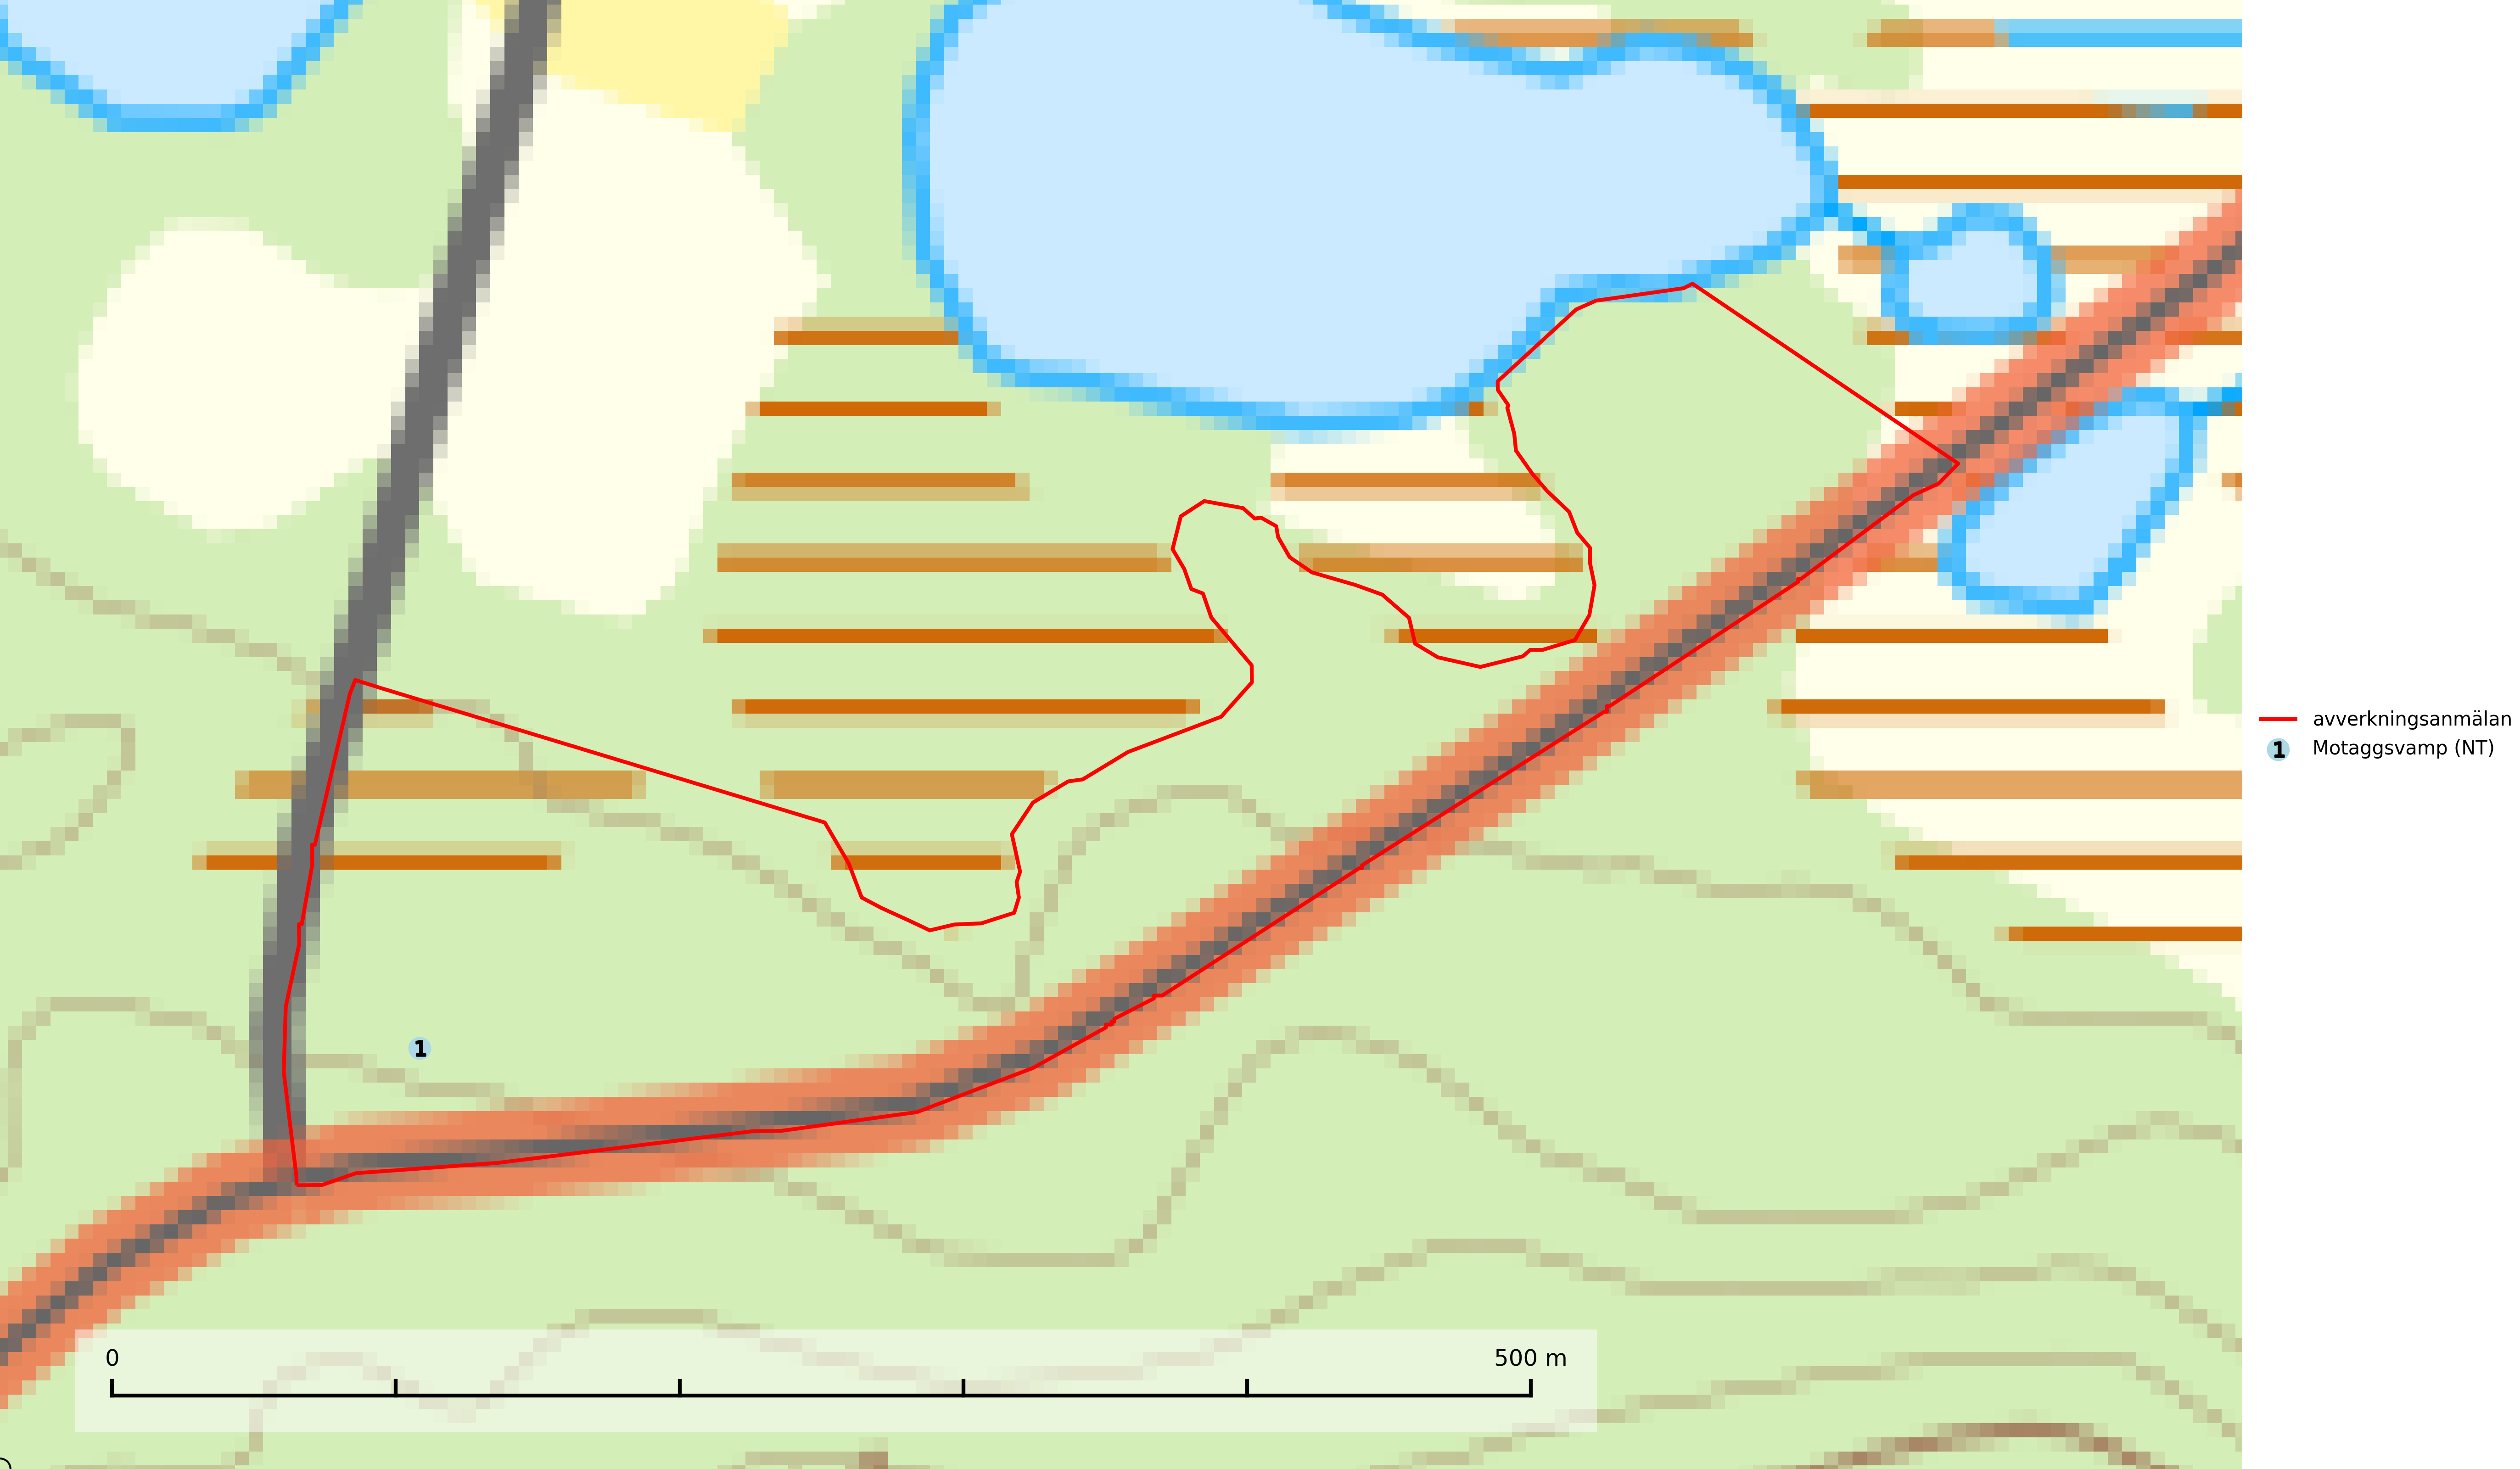 avverkningsanmälan
1 Motaggsvamp (NT)
1
0 500 m